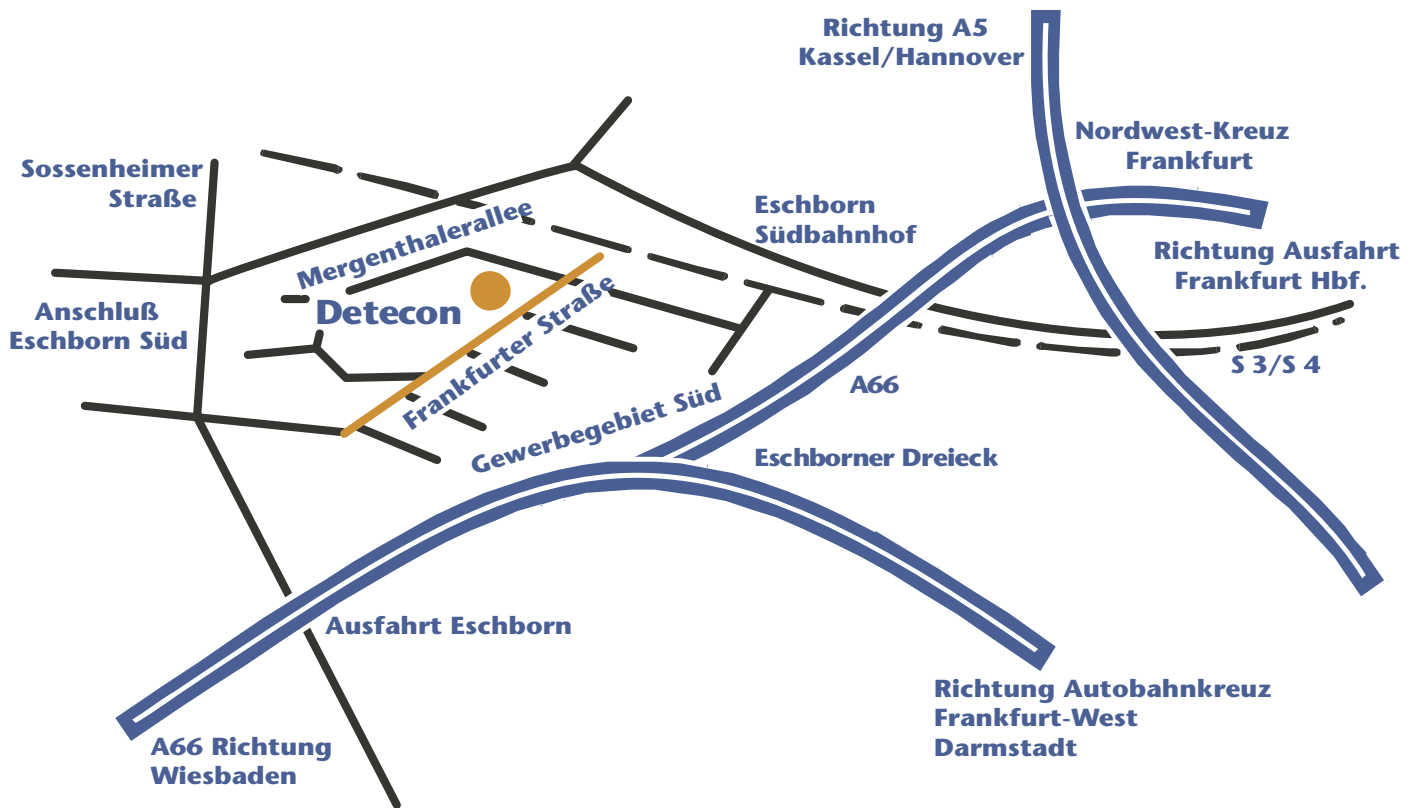 Richtung A5
Kassel/Hannover
Nordwest-Kreuz
Frankfurt
Sossenheimer
Straße
Mergenthalerallee
Eschborn
Südbahnhof
Richtung Ausfahrt
Frankfurt Hbf.
Anschluß
Eschborn Süd
Detecon
Frankfurter Straße
S 3/S 4
A66
Gewerbegebiet Süd
Eschborner Dreieck
Ausfahrt Eschborn
Richtung Autobahnkreuz
Frankfurt-West
Darmstadt
A66 Richtung
Wiesbaden